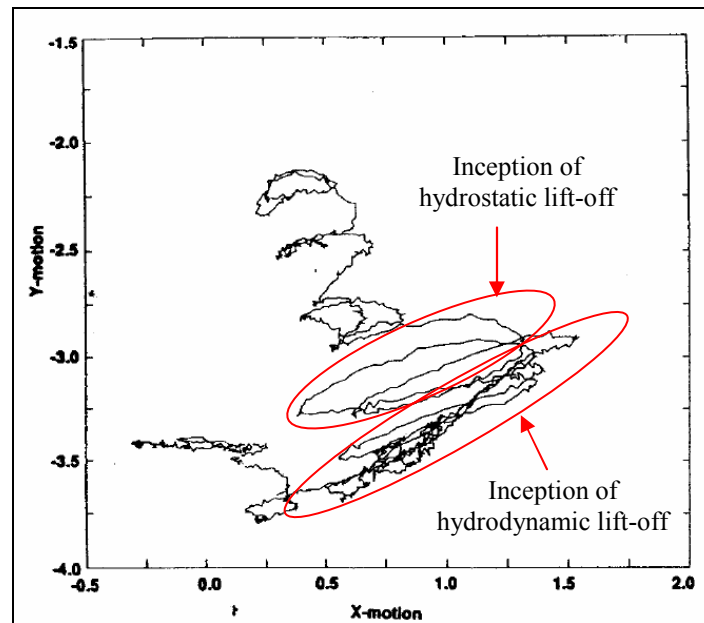 -1.5
-2.0
Inception of
hydrostatic lift-off
-2.5
Y-motion
-3.0
-3.5
Inception of
hydrodynamic lift-off
-4.0
-0.5
0.0
0.5
1.0
1.5
2.0
X-motion